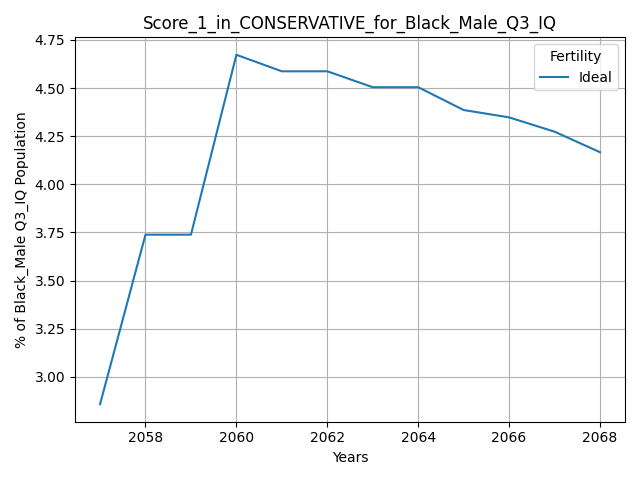 Score_1_in_CONSERVATIVE_for_Black_Male_Q3_IQ
4.75
4.50
4.25
4.00
3.75
3.50
3.25
3.00
% of Black_Male Q3_IQ Population
Fertility
Ideal
2058 2060 2062 2064 2066 2068
Years